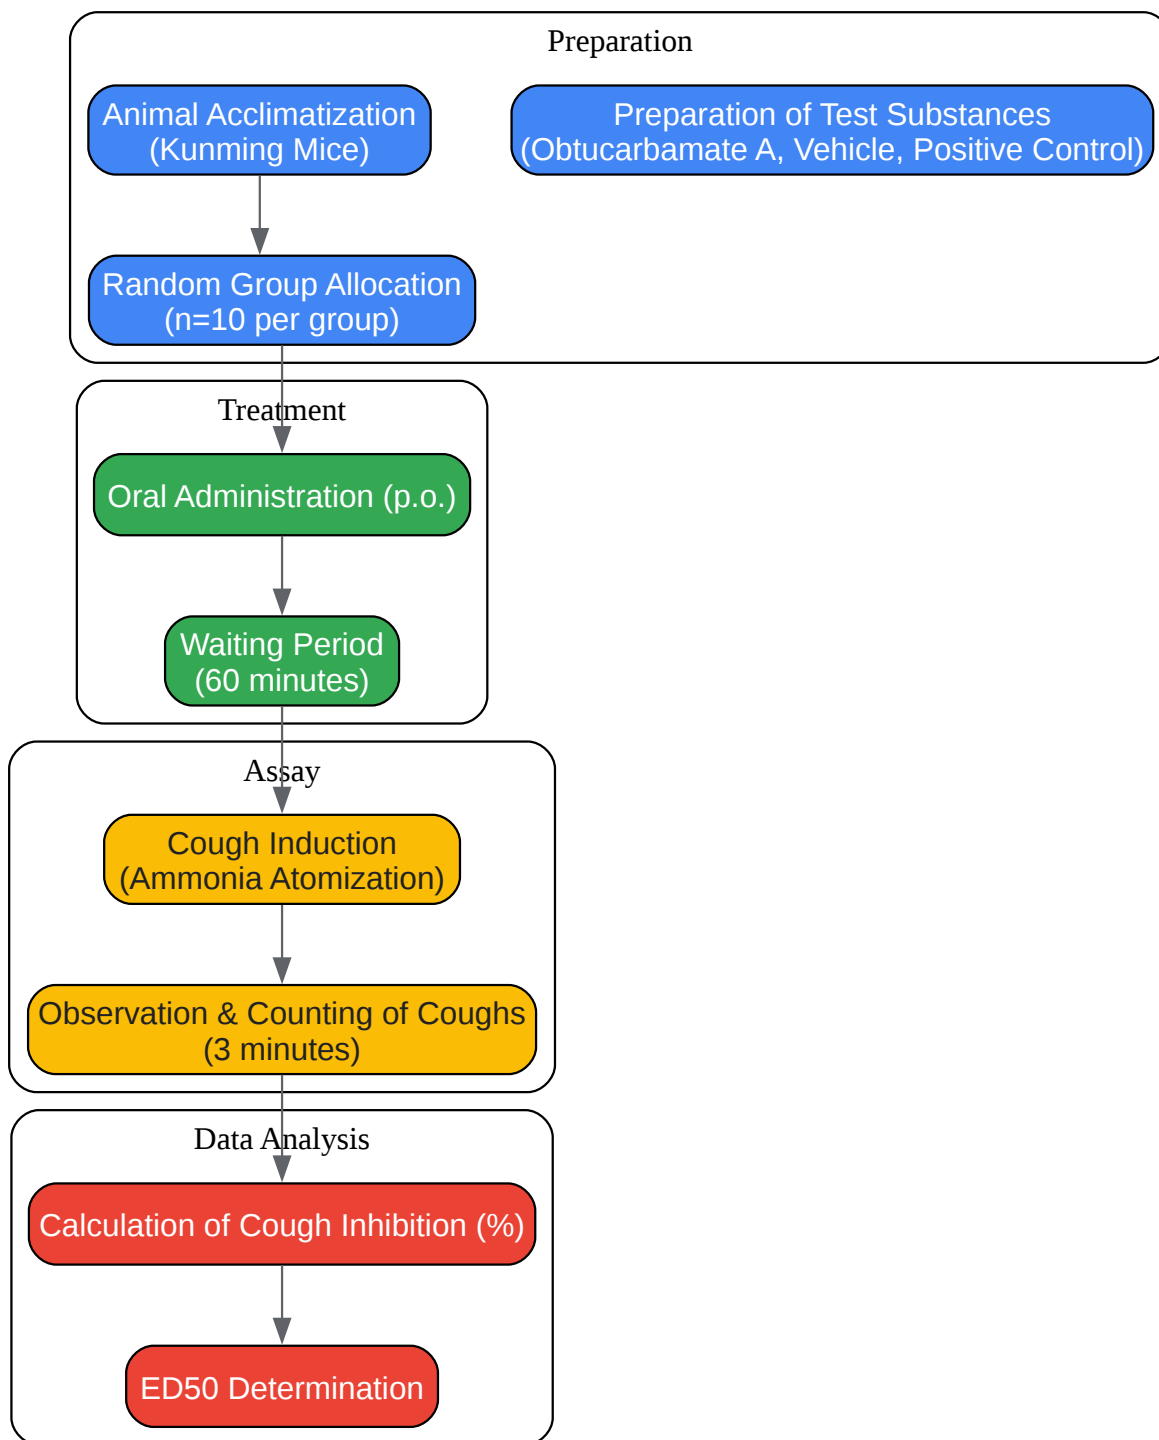 Preparation
Animal Acclimatization
(Kunming Mice)
Preparation of Test Substances
(Obtucarbamate A, Vehicle, Positive Control)
Random Group Allocation
(n=10 per group)
Treatment
Oral Administration (p.o.)
Waiting Period
(60 minutes)
Assay
Cough Induction
(Ammonia Atomization)
Observation & Counting of Coughs
(3 minutes)
Data Analysis
Calculation of Cough Inhibition (%)
ED50 Determination